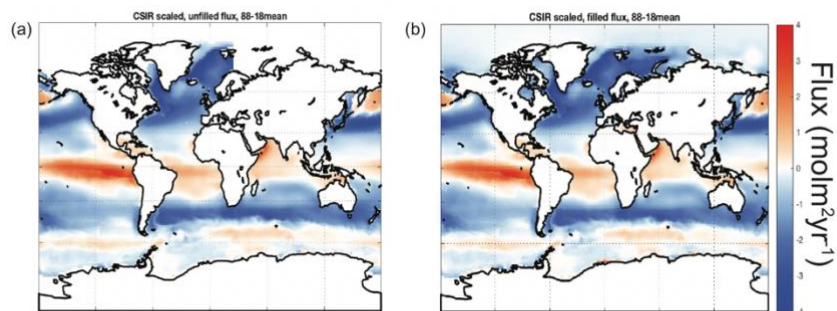 (a)
CSIR scaled, unfilled flux, 88-18mean
(b)
CSIR scaled, filled flux, 88-18mean
4
3
2
1
0
-1
-2
-3
-4
Flux (molm²yr⁻¹)